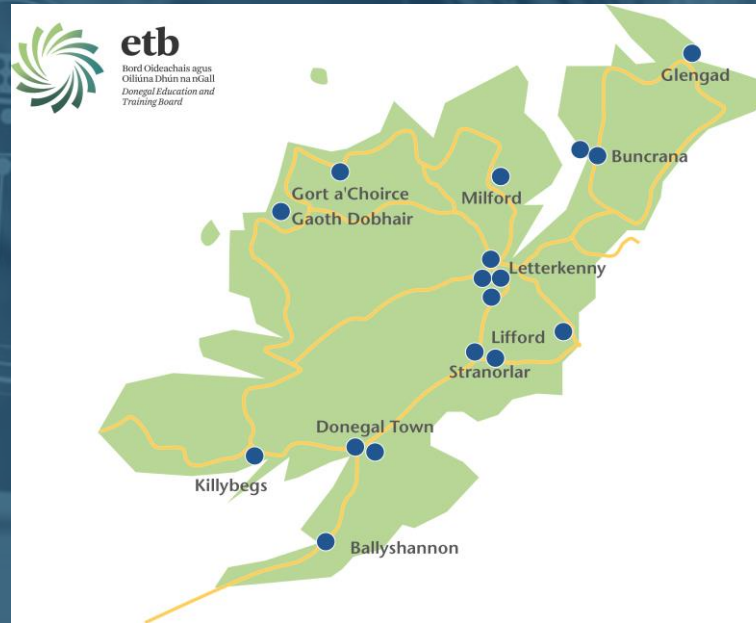 etb
Bord Oideachais agus
Oiliúna Dhún na nGall
Donegal Education and
Training Board
Glengad
Buncrana
Gort a'Choirce
Milford
Gaoth Dobhair
Letterkenny
Lifford
Stranorlar
Donegal Town
Killybegs
Ballyshannon